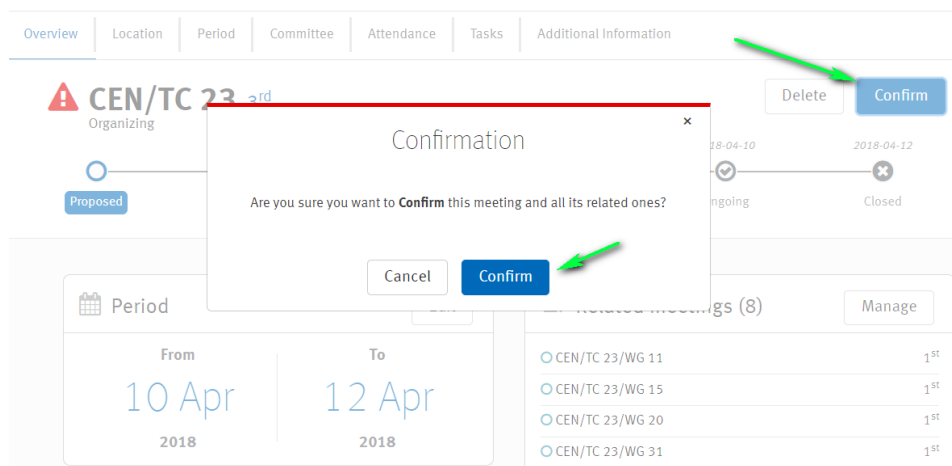 Overview Location Period Committee Attendance Tasks Additional Information
CEN/TC 23 3rd
Organizing
Delete Confirm
×
Confirmation
18-04-10 2018-04-12
Proposed
ngoing Closed
Are you sure you want to Confirm this meeting and all its related ones?
Cancel Confirm
Period
Related Meetings (8) Manage
From To
10 Apr 12 Apr
2018 2018
CEN/TC 23/WG 11 1st
CEN/TC 23/WG 15 1st
CEN/TC 23/WG 20 1st
CEN/TC 23/WG 31 1st